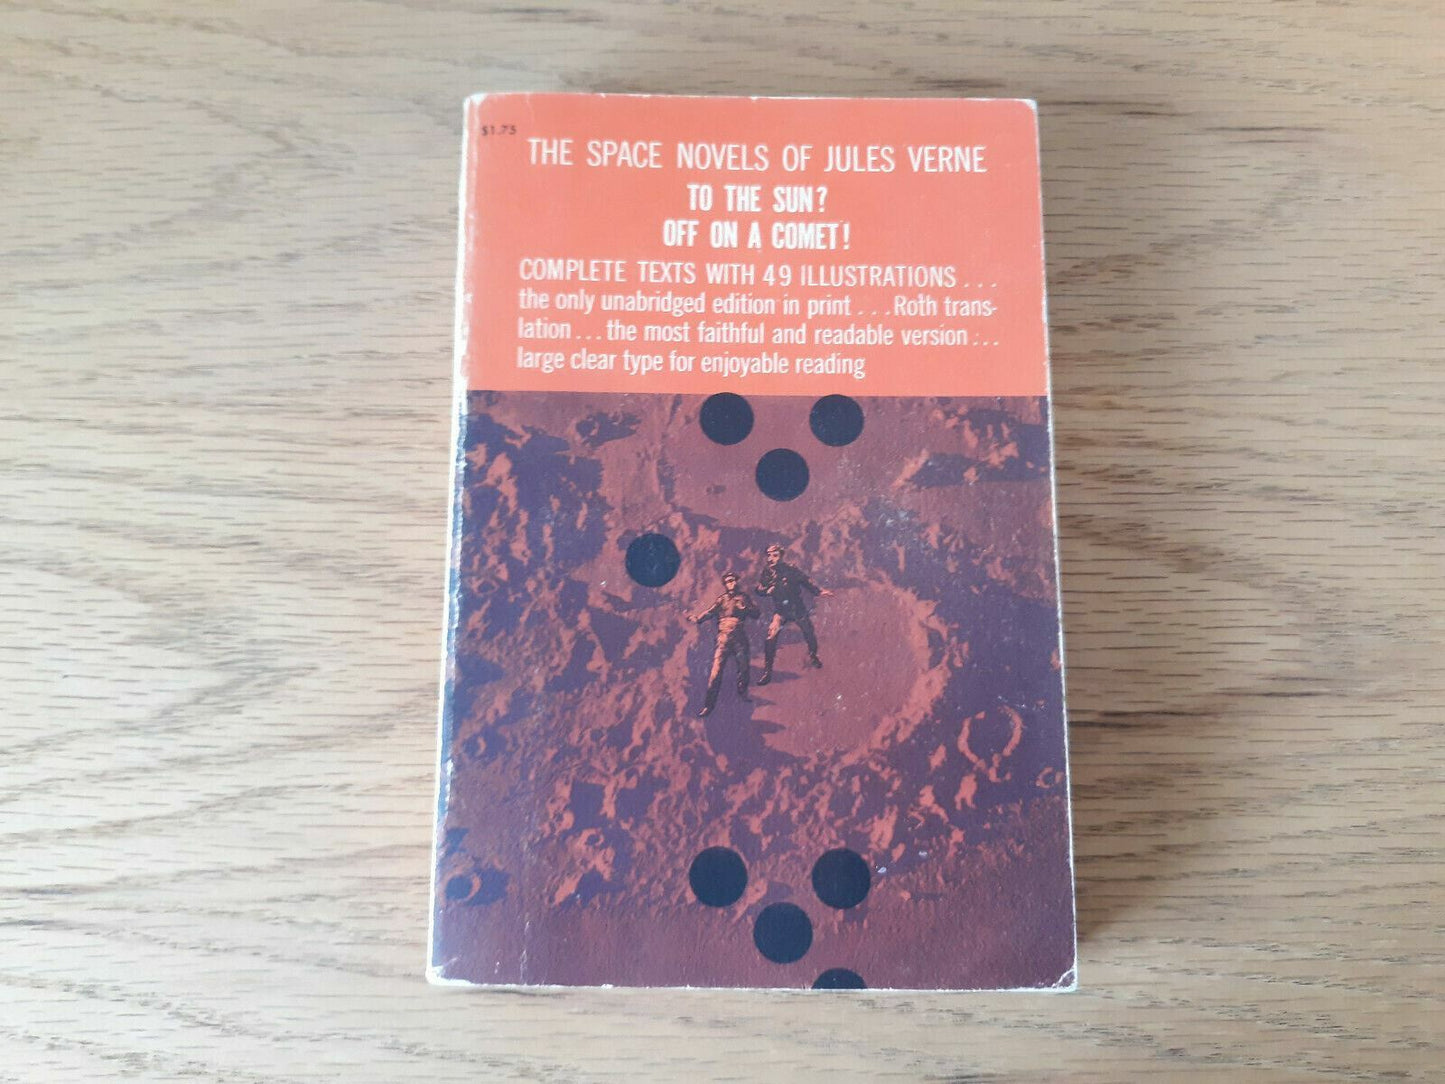 $1.75
THE SPACE NOVELS OF JULES VERNE
TO THE SUN?
OFF ON A COMET!
COMPLETE TEXTS WITH 49 ILLUSTRATIONS . . .
the only unabridged edition in print . . . Roth trans-
lation . . . the most faithful and readable version . . .
large clear type for enjoyable reading